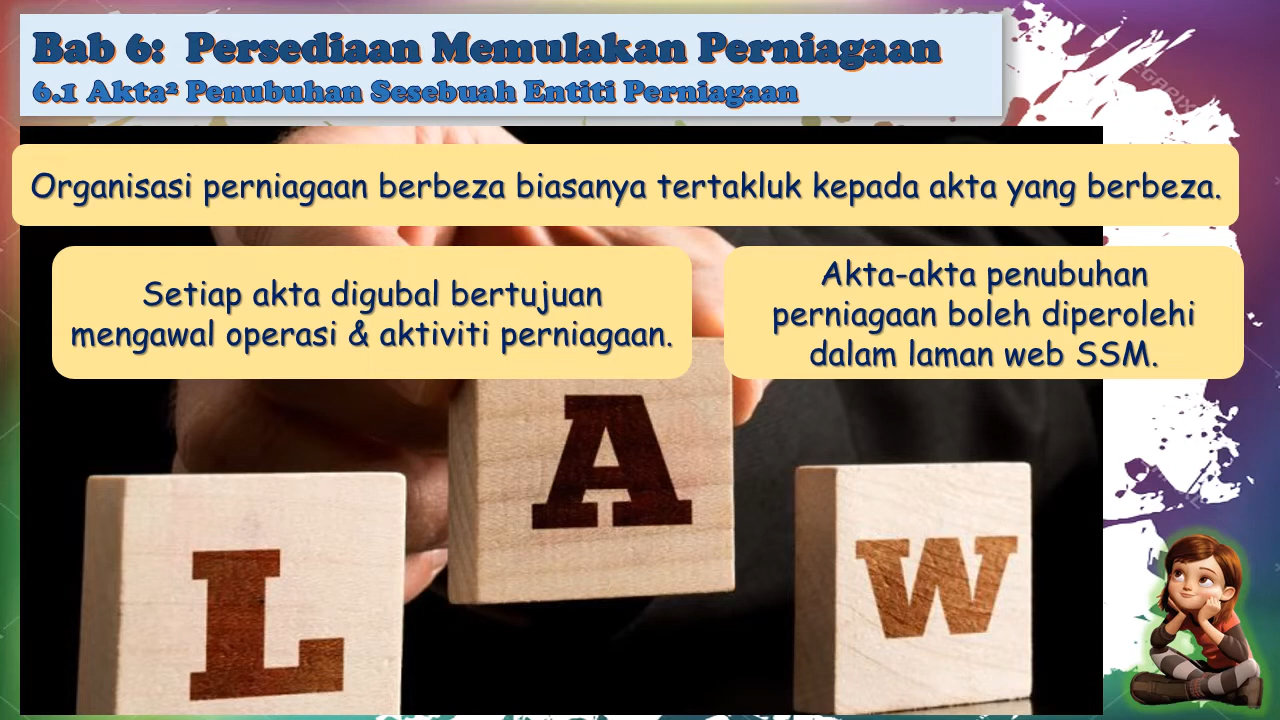 Bab 6: Persediaan Memulakan Perniagaan
6.1 Akta² Penubuhan Sesebuah Entiti Perniagaan
Organisasi perniagaan berbeza biasanya tertakluk kepada akta yang berbeza.
Setiap akta digubal bertujuan
mengawal operasi & aktiviti perniagaan.
Akta-akta penubuhan
perniagaan boleh diperolehi
dalam laman web SSM.
L A W